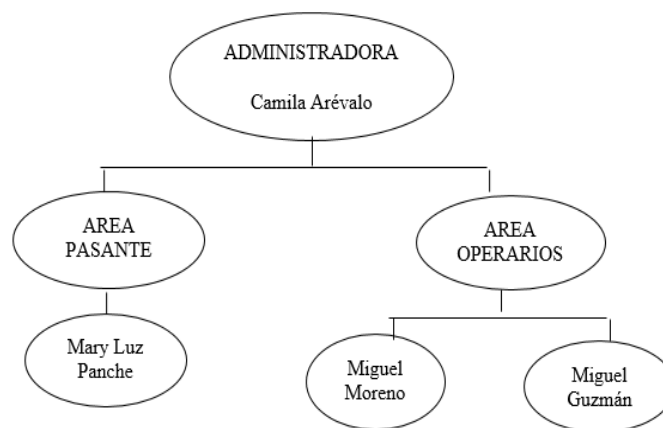 ADMINISTRADORA
Camila Arévalo
AREA
PASANTE
AREA
OPERARIOS
Mary Luz
Panche
Miguel
Moreno
Miguel
Guzmán